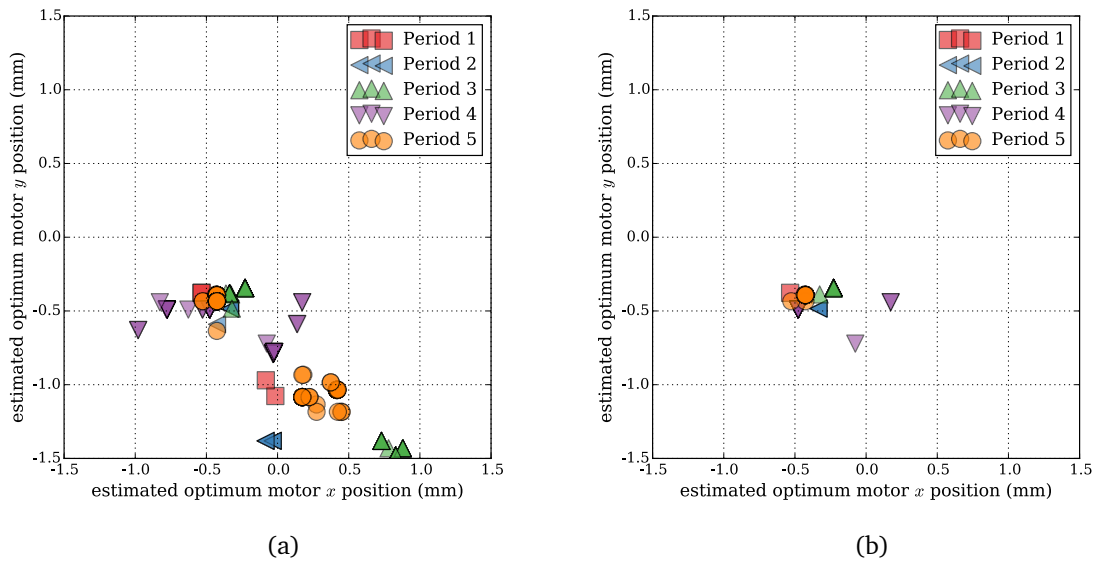 1.5
1.0
0.5
0.0
-0.5
-1.0
-1.5
-1.5 -1.0 -0.5 0.0 0.5 1.0 1.5
estimated optimum motor y position (mm)
estimated optimum motor x position (mm)
Period 1
Period 2
Period 3
Period 4
Period 5
(a)
1.5
1.0
0.5
0.0
-0.5
-1.0
-1.5
-1.5 -1.0 -0.5 0.0 0.5 1.0 1.5
estimated optimum motor y position (mm)
estimated optimum motor x position (mm)
Period 1
Period 2
Period 3
Period 4
Period 5
(b)